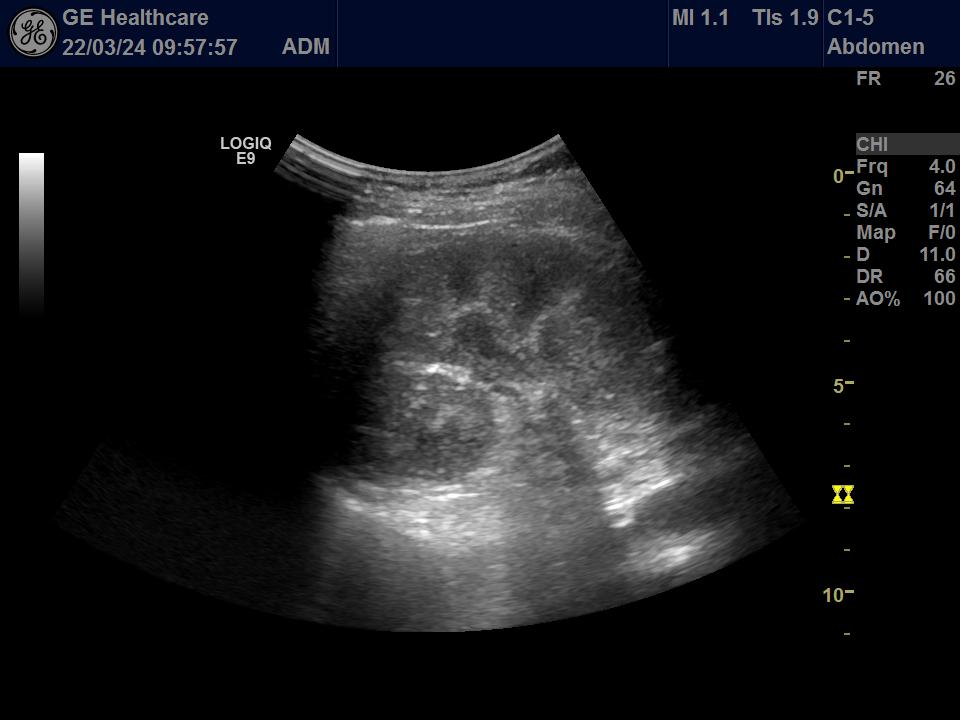 GE Healthcare
22/03/24 09:57:57 ADM
MI 1.1 TIs 1.9
C1-5
Abdomen
FR 26
LOGIQ
E9
CHI
Frq 4.0
Gn 64
S/A 1/1
Map F/0
D 11.0
DR 66
AO% 100
0
5
10